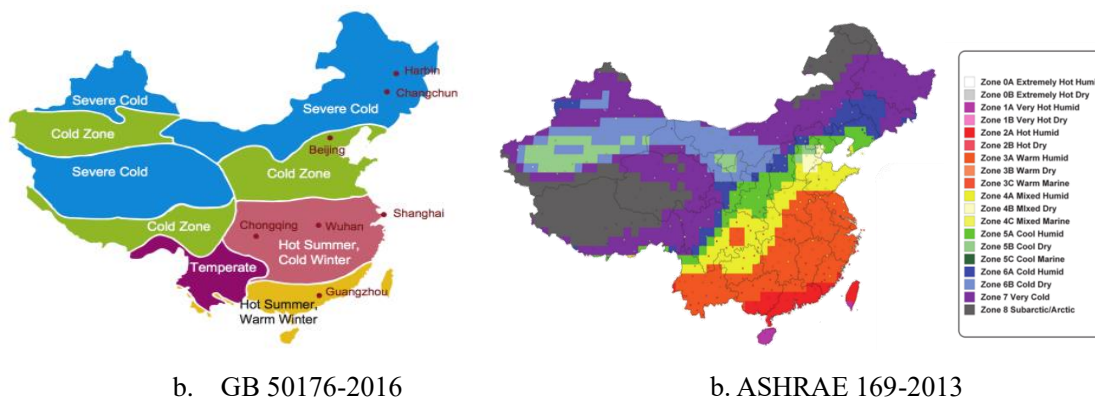 Harbin
Changchun
Severe Cold
Severe Cold
Cold Zone
Beijing
Severe Cold
Cold Zone
Shanghai
Cold Zone
Chongqing
Wuhan
Hot Summer,
Cold Winter
Temperate
Guangzhou
Hot Summer,
Warm Winter
b. GB 50176-2016
Zone 0A Extremely Hot Humi
Zone 0B Extremely Hot Dry
Zone 1A Very Hot Humid
Zone 1B Very Hot Dry
Zone 2A Hot Humid
Zone 2B Hot Dry
Zone 3A Warm Humid
Zone 3B Warm Dry
Zone 3C Warm Marine
Zone 4A Mixed Humid
Zone 4B MIxed Dry
Zone 4C Mixed Marine
Zone 5A Cool Humid
Zone 5B Cool Dry
Zone 5C Cool Marine
Zone 6A Cold Humid
Zone 6B Cold Dry
Zone 7 Very Cold
Zone 8 Subarctic/Arctic
b. ASHRAE 169-2013